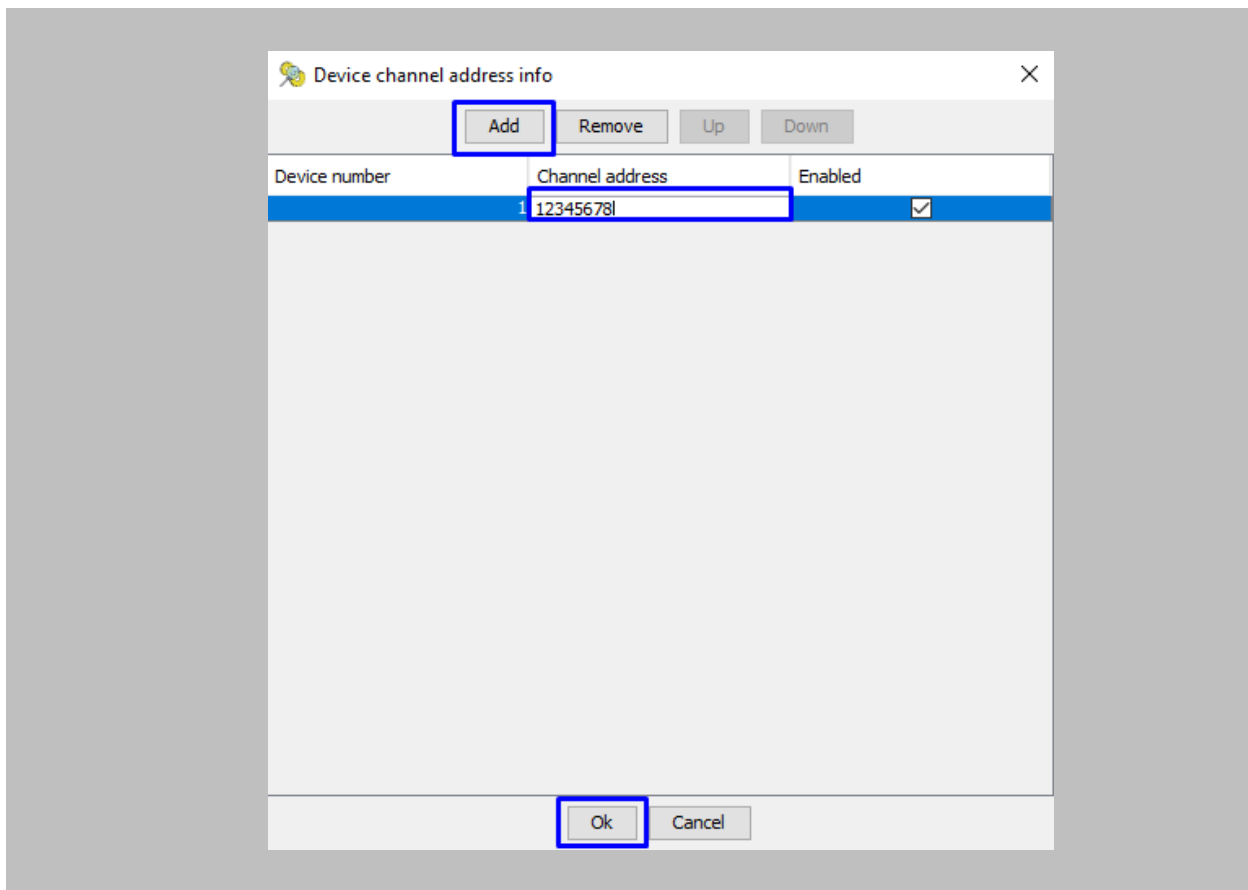 Device channel address info
Add Remove Up Down
Device number Channel address Enabled
1 12345678
Ok Cancel